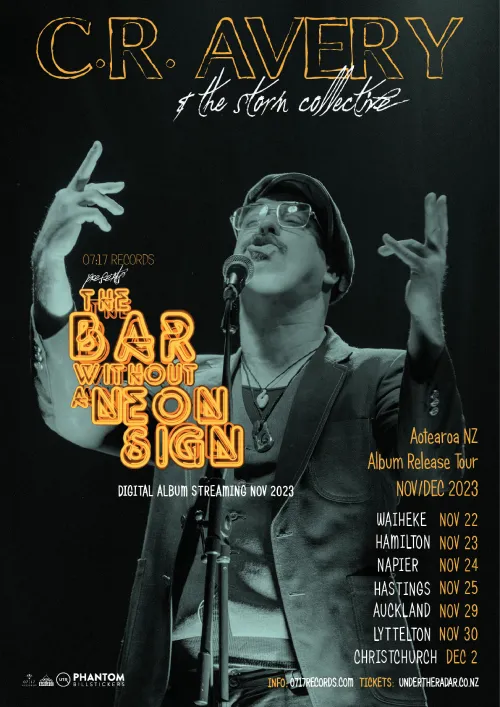 C.R. AVERY
& the storm collective
07:17 RECORDS
presents
THE
BAR
WITHOUT
A NEON
SIGN
DIGITAL ALBUM STREAMING NOV 2023
Aotearoa NZ
Album Release Tour
NOV/DEC 2023
WAIHEKE NOV 22
HAMILTON NOV 23
NAPIER NOV 24
HASTINGS NOV 25
AUCKLAND NOV 29
LYTTELTON NOV 30
CHRISTCHURCH DEC 2
UTR PHANTOM
BILLSTICKERS
INFO: 0717RECORDS.COM TICKETS: UNDERTHERADAR.CO.NZ